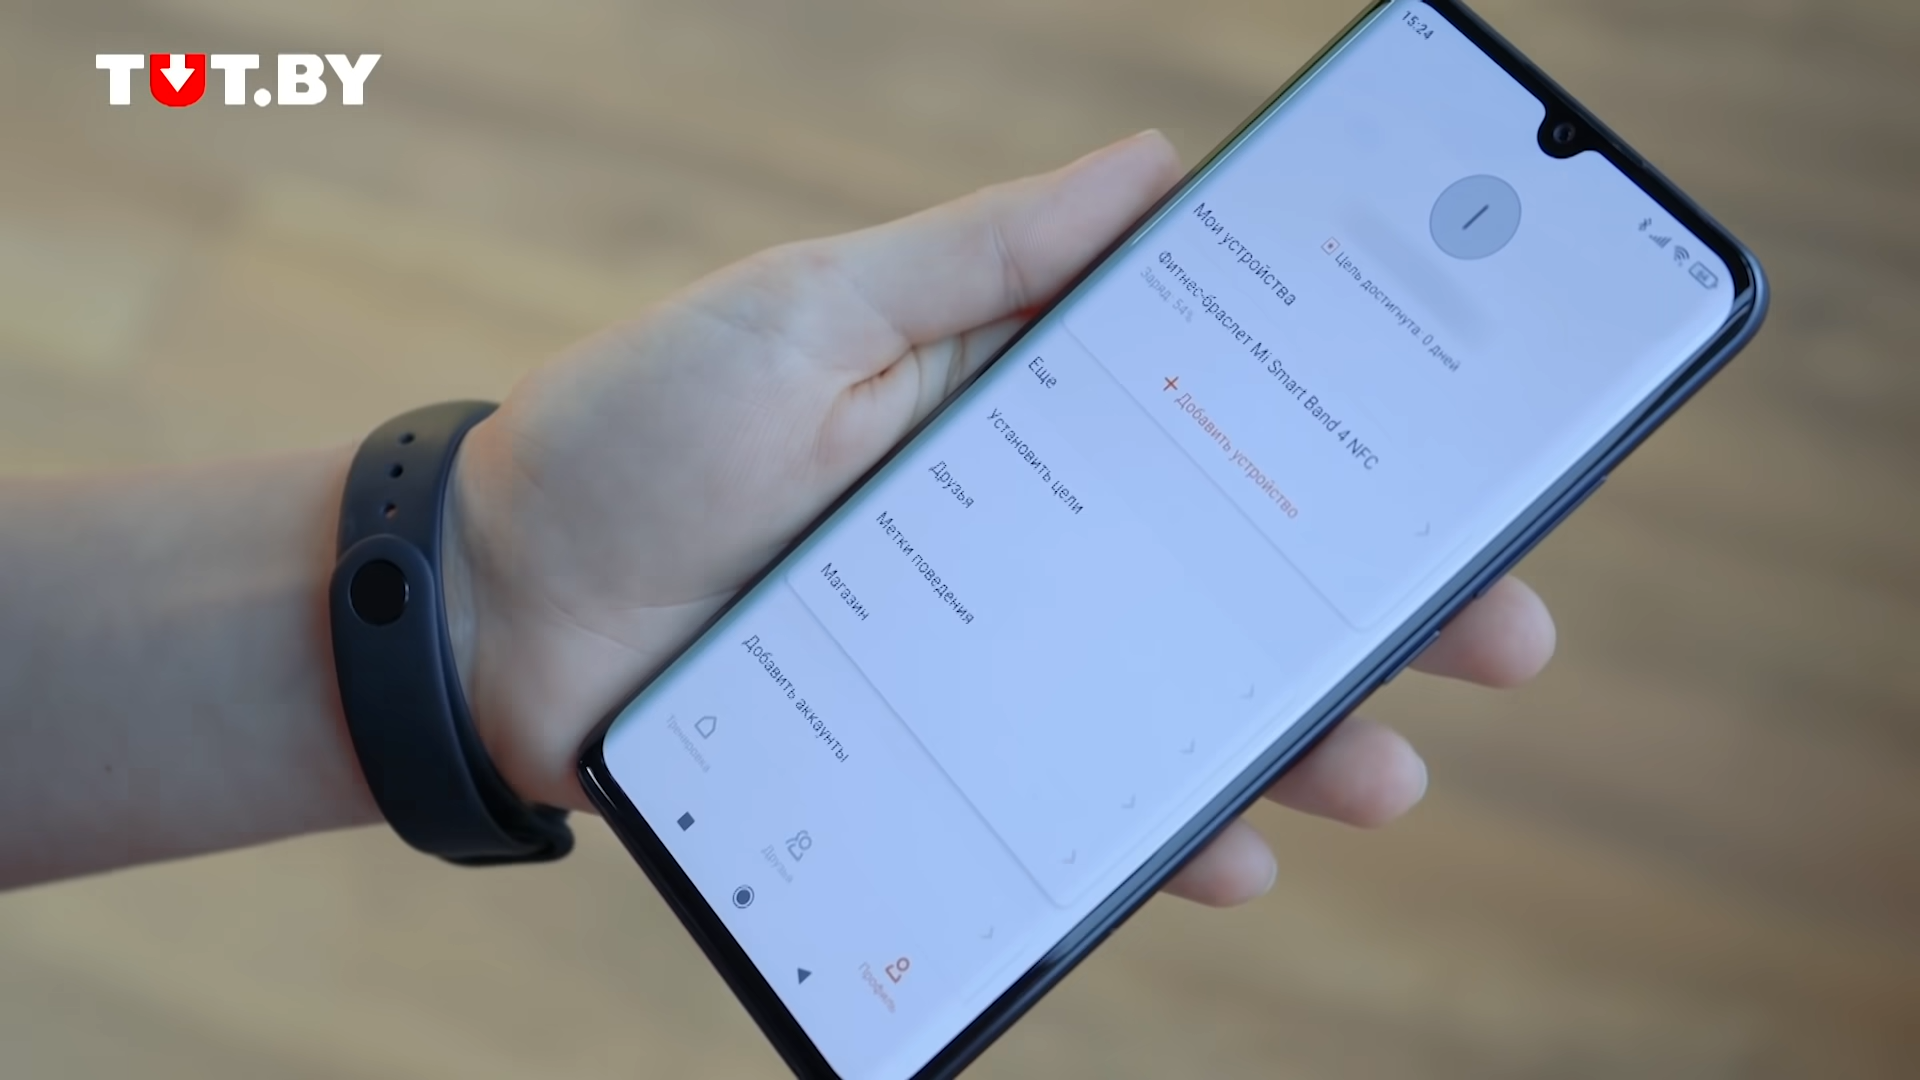 TUT.BY
15:24
Цель достигнута: 0 дней
Мои устройства
Фитнес-браслет Mi Smart Band 4 NFC
Заряд: 54%
Добавить устройство
Еще
Установить цели
Друзья
Метки поведения
Магазин
Добавить аккаунты
Тренировка
Друзья
Профиль